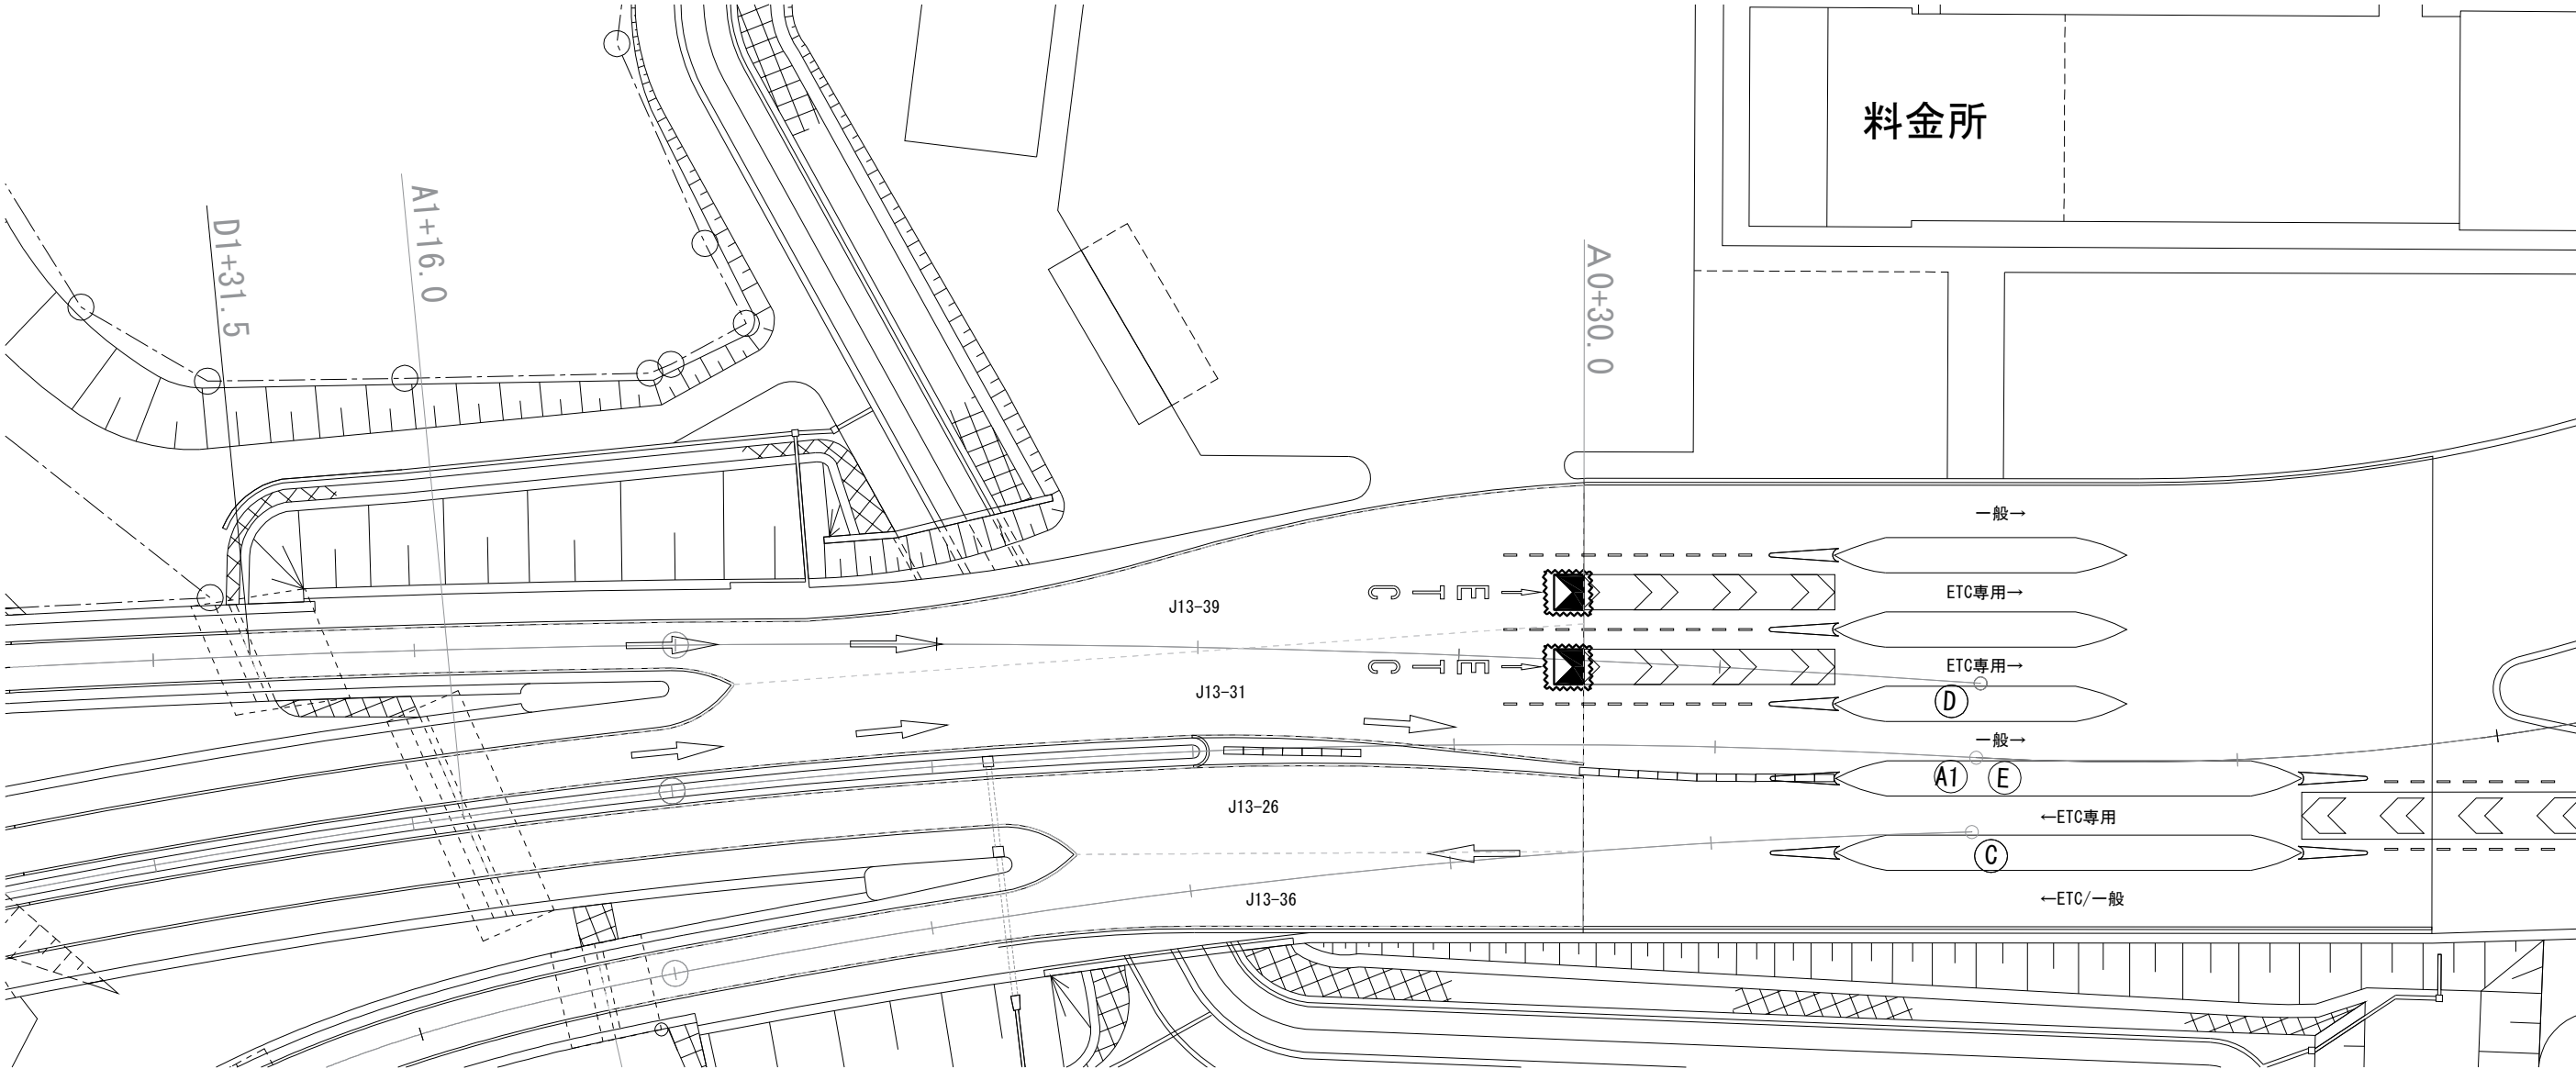 料金所
A1+16.0
D1+31.5
A0+30.0
一般→
ETC専用→
ETC
J13-39
ETC専用→
ETC
J13-31
D
一般→
A1
E
J13-26
←ETC専用
C
J13-36
←ETC/一般